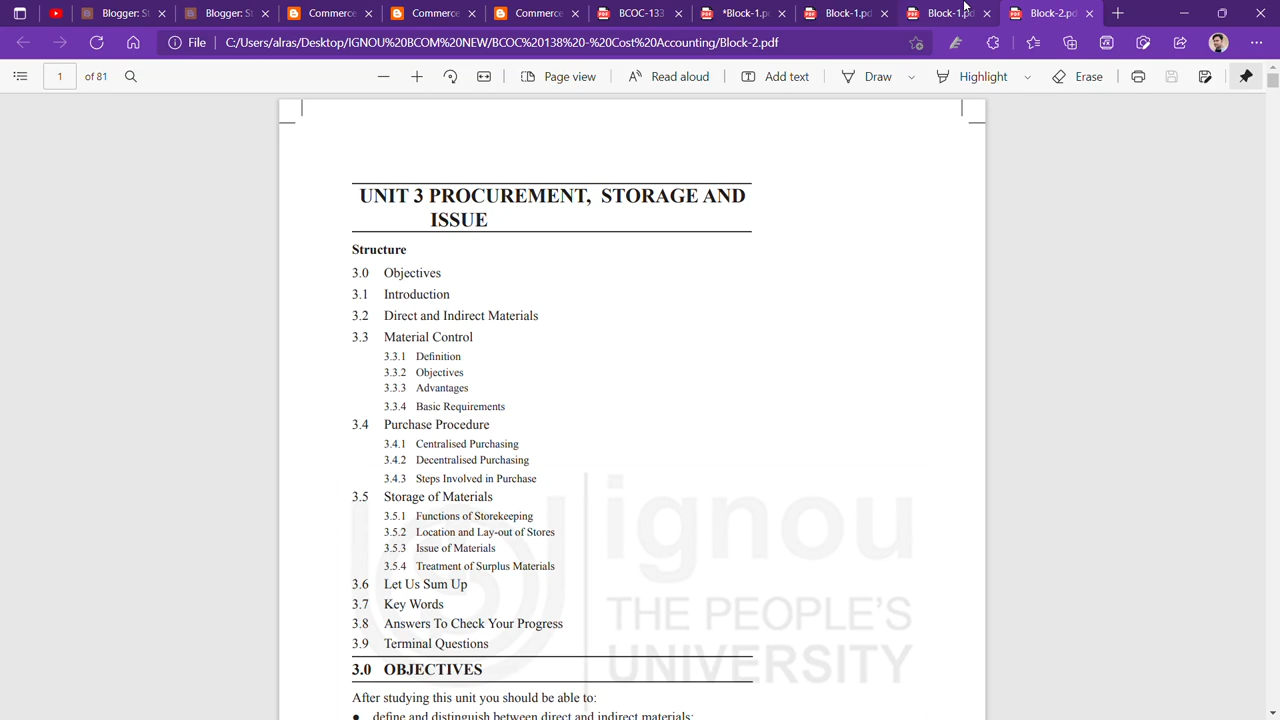 Blogger: S
Blogger: S
Commerce
Commerce
Commerce
BCOC-133
*Block-1.p
Block-1.pd
Block-1.pd
Block-2.pd
File
C:/Users/alras/Desktop/IGNOU%20BCOM%20NEW/BCOC%20138%20-%20Cost%20Accounting/Block-2.pdf
1 of 81
Page view
Read aloud
Add text
Draw
Highlight
Erase
UNIT 3 PROCUREMENT, STORAGE AND
ISSUE
Structure
3.0 Objectives
3.1 Introduction
3.2 Direct and Indirect Materials
3.3 Material Control
3.3.1 Definition
3.3.2 Objectives
3.3.3 Advantages
3.3.4 Basic Requirements
3.4 Purchase Procedure
3.4.1 Centralised Purchasing
3.4.2 Decentralised Purchasing
3.4.3 Steps Involved in Purchase
3.5 Storage of Materials
3.5.1 Functions of Storekeeping
3.5.2 Location and Lay-out of Stores
3.5.3 Issue of Materials
3.5.4 Treatment of Surplus Materials
3.6 Let Us Sum Up
3.7 Key Words
3.8 Answers To Check Your Progress
3.9 Terminal Questions
ignou
THE PEOPLE'S
UNIVERSITY
3.0 OBJECTIVES
After studying this unit you should be able to:
● define and distinguish between direct and indirect materials;